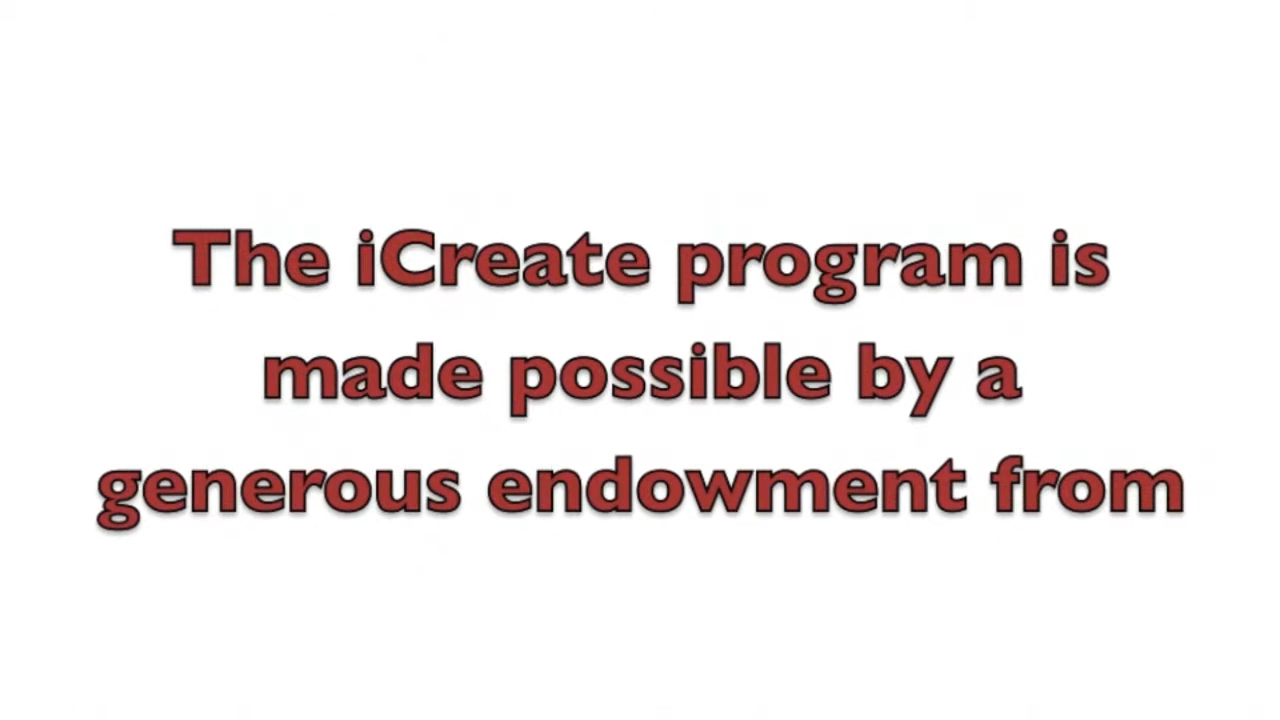 The iCreate program is
made possible by a
generous endowment from